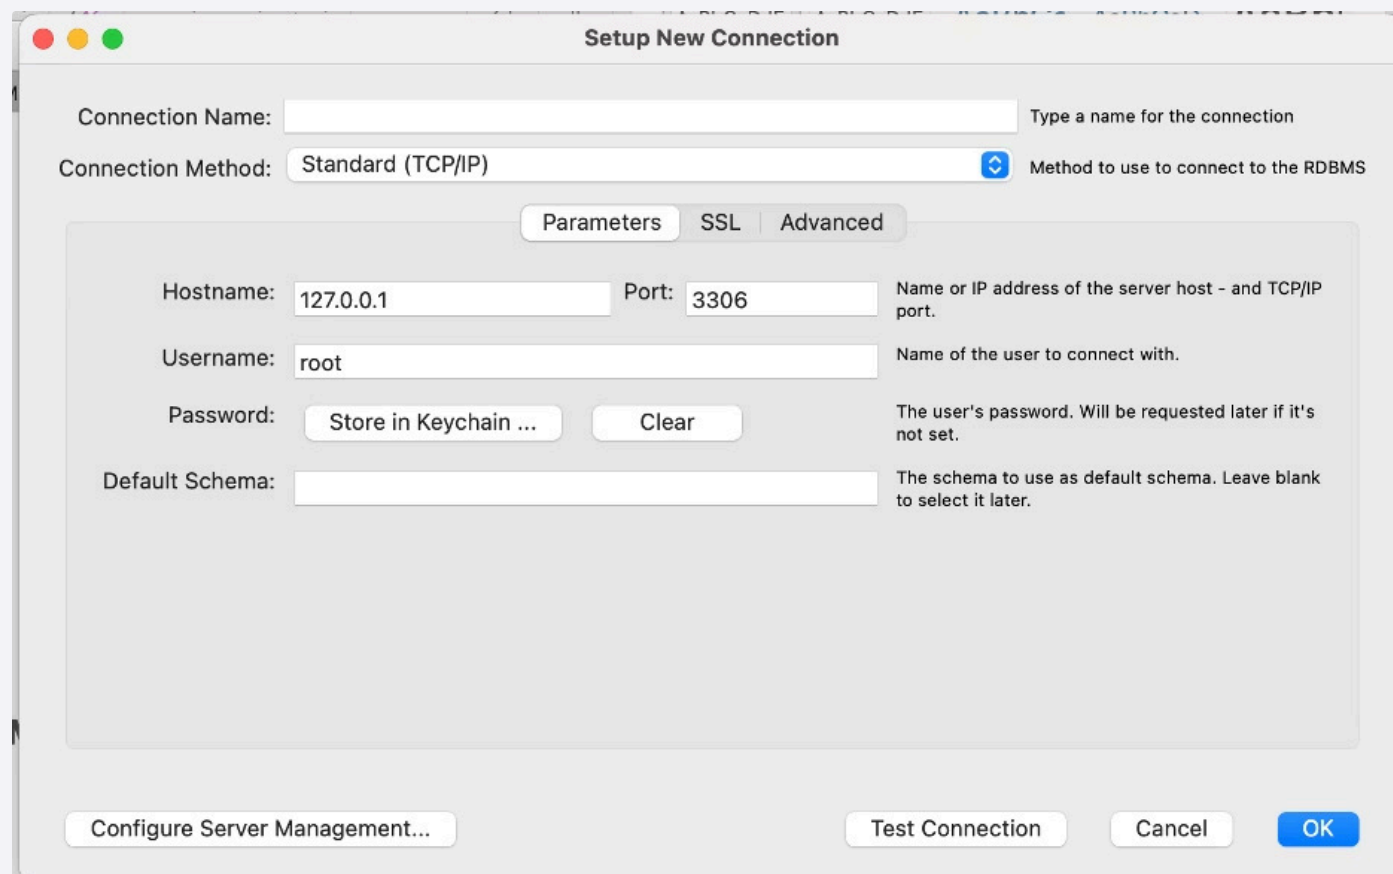 Setup New Connection
Connection Name:
Type a name for the connection
Connection Method: Standard (TCP/IP)
Method to use to connect to the RDBMS
Parameters SSL Advanced
Hostname: 127.0.0.1 Port: 3306
Name or IP address of the server host - and TCP/IP
port.
Username: root
Name of the user to connect with.
Password: Store in Keychain ... Clear
The user's password. Will be requested later if it's
not set.
Default Schema:
The schema to use as default schema. Leave blank
to select it later.
Configure Server Management... Test Connection Cancel OK